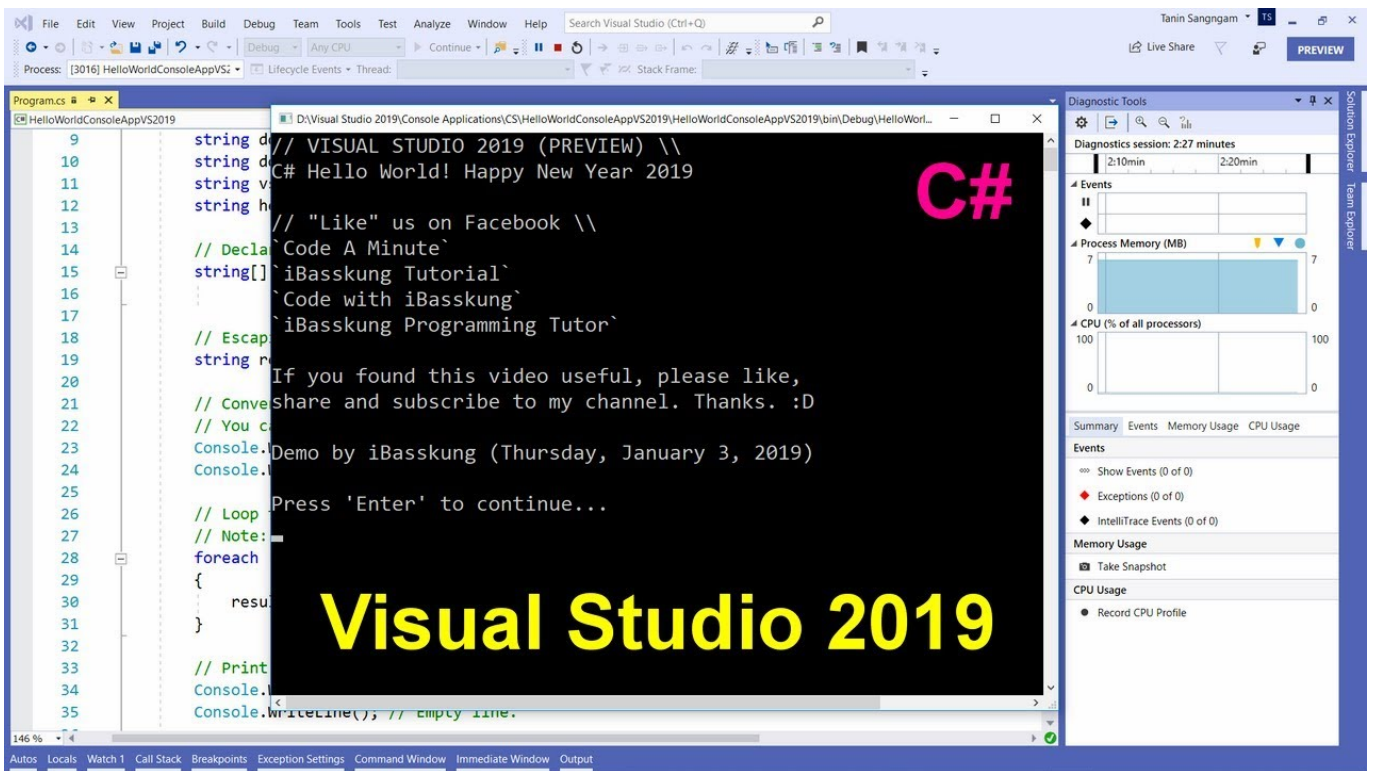 File Edit View Project Build Debug Team Tools Test Analyze Window Help Search Visual Studio (Ctrl+Q) Tanin Sangngam TS
Debug Any CPU Continue Live Share PREVIEW
Process: [3016] HelloWorldConsoleAppVS2 Lifecycle Events Thread: Stack Frame:
Program.cs
HelloWorldConsoleAppVS2019
D:\Visual Studio 2019\Console Applications\CS\HelloWorldConsoleAppVS2019\HelloWorldConsoleAppVS2019\bin\Debug\HelloWorl...
// VISUAL STUDIO 2019 (PREVIEW) \\
C# Hello World! Happy New Year 2019
// "Like" us on Facebook \\
`Code A Minute`
`iBasskung Tutorial`
`Code with iBasskung`
`iBasskung Programming Tutor`
If you found this video useful, please like,
share and subscribe to my channel. Thanks. :D
Demo by iBasskung (Thursday, January 3, 2019)
Press 'Enter' to continue...
C#
Visual Studio 2019
9 string d
10 string d
11 string v
12 string h
13
14 // Decla
15 string[]
16
17
18 // Escap
19 string r
20
21 // Conve
22 // You c
23 Console.
24 Console.
25
26 // Loop
27 // Note:
28 foreach
29 {
30 resu
31 }
32
33 // Print
34 Console.
35 Console.WriteLine(); // Empty line.
146 %
Diagnostic Tools
Diagnostics session: 2:27 minutes
2:10min 2:20min
Events
Process Memory (MB)
7 7
0 0
CPU (% of all processors)
100 100
0 0
Summary Events Memory Usage CPU Usage
Events
Show Events (0 of 0)
Exceptions (0 of 0)
IntelliTrace Events (0 of 0)
Memory Usage
Take Snapshot
CPU Usage
Record CPU Profile
Solution Explorer
Team Explorer
Autos Locals Watch 1 Call Stack Breakpoints Exception Settings Command Window Immediate Window Output